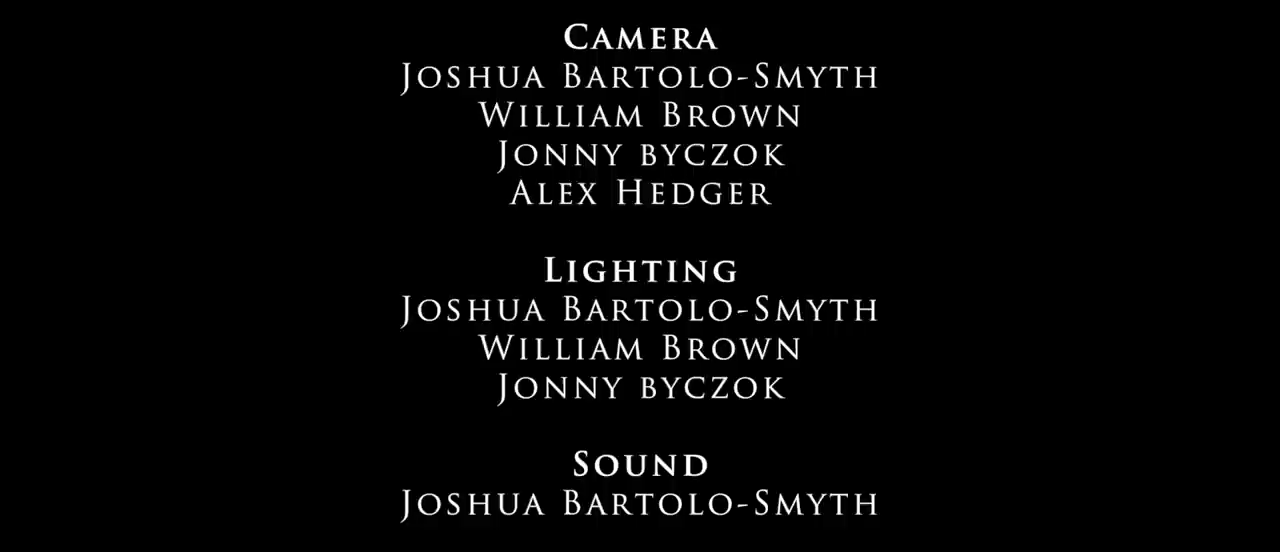 Camera
Joshua Bartolo-Smyth
William Brown
Jonny byczok
Alex Hedger
Lighting
Joshua Bartolo-Smyth
William Brown
Jonny byczok
Sound
Joshua Bartolo-Smyth